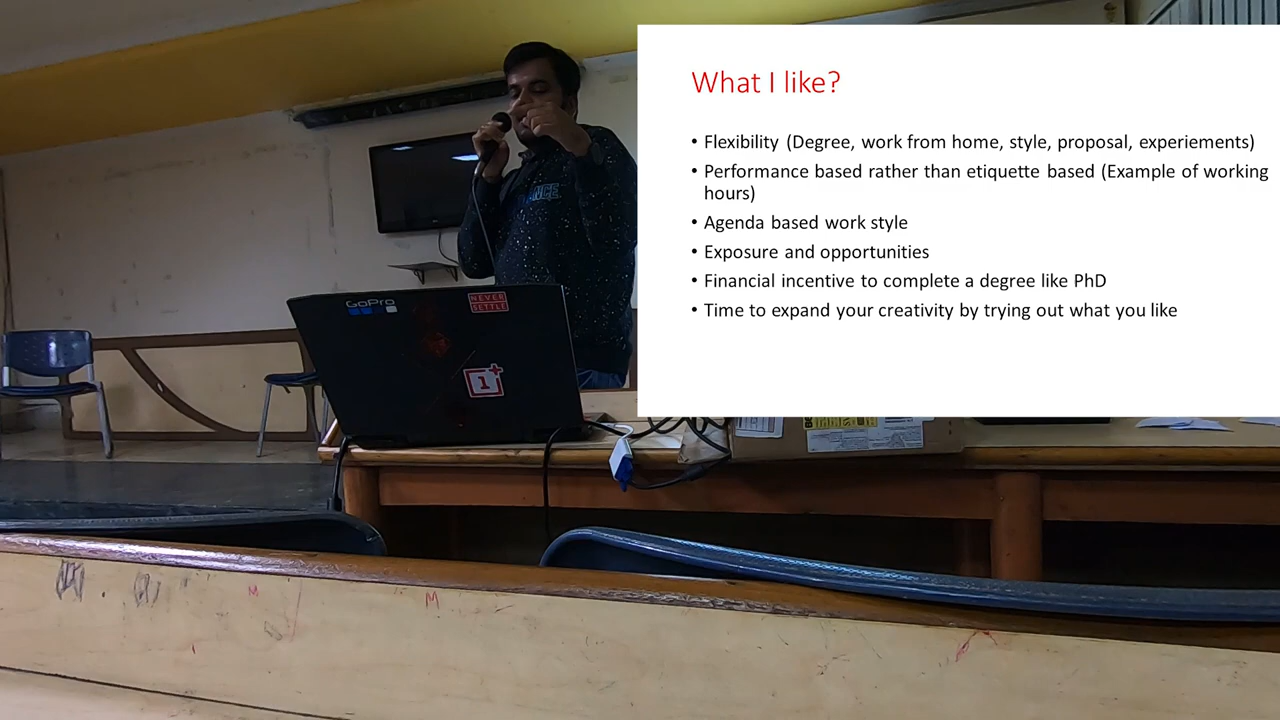 What I like?
• Flexibility (Degree, work from home, style, proposal, experiements)
• Performance based rather than etiquette based (Example of working
hours)
• Agenda based work style
• Exposure and opportunities
• Financial incentive to complete a degree like PhD
• Time to expand your creativity by trying out what you like
GoPro
NEVER
SETTLE
1+
M
M